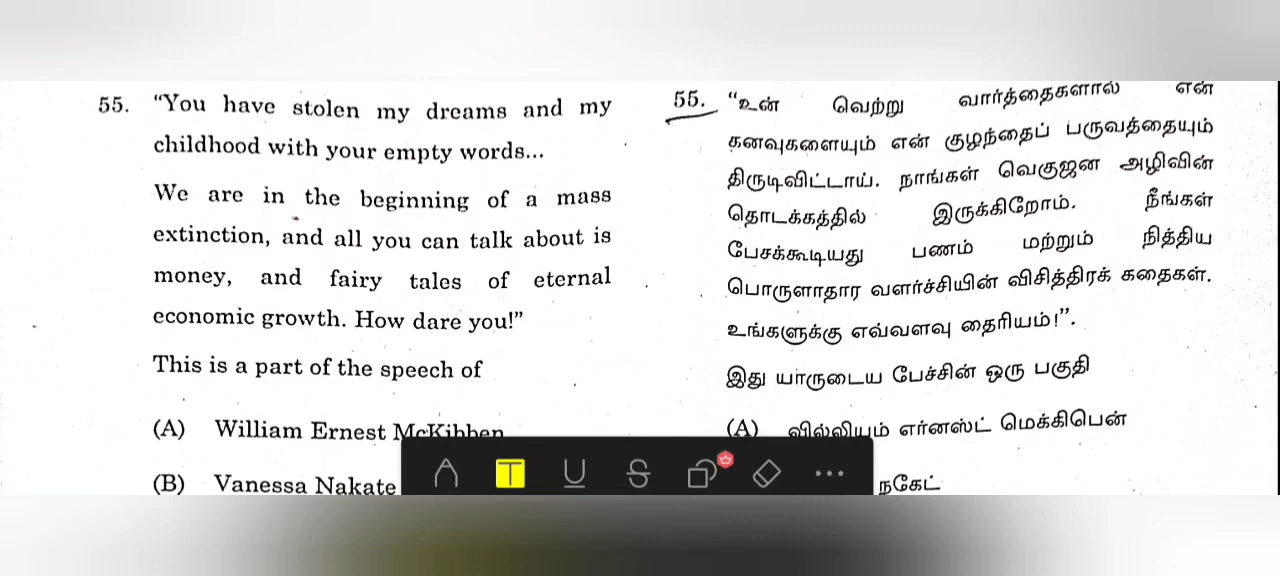 55. “You have stolen my dreams and my
childhood with your empty words...
We are in the beginning of a mass
extinction, and all you can talk about is
money, and fairy tales of eternal
economic growth. How dare you!”
This is a part of the speech of
(A) William Ernest McKibben
(B) Vanessa Nakate
55. “உன் வெற்று வார்த்தைகளால் என்
கனவுகளையும் என் குழந்தைப் பருவத்தையும்
திருடிவிட்டாய். நாங்கள் வெகுஜன அழிவின்
தொடக்கத்தில் இருக்கிறோம். நீங்கள்
பேசக்கூடியது பணம் மற்றும் நித்திய
பொருளாதார வளர்ச்சியின் விசித்திரக் கதைகள்.
உங்களுக்கு எவ்வளவு தைரியம்!”.
இது யாருடைய பேச்சின் ஒரு பகுதி
(A) வில்லியம் எர்னஸ்ட் மெக்கிபென்
நகேட்